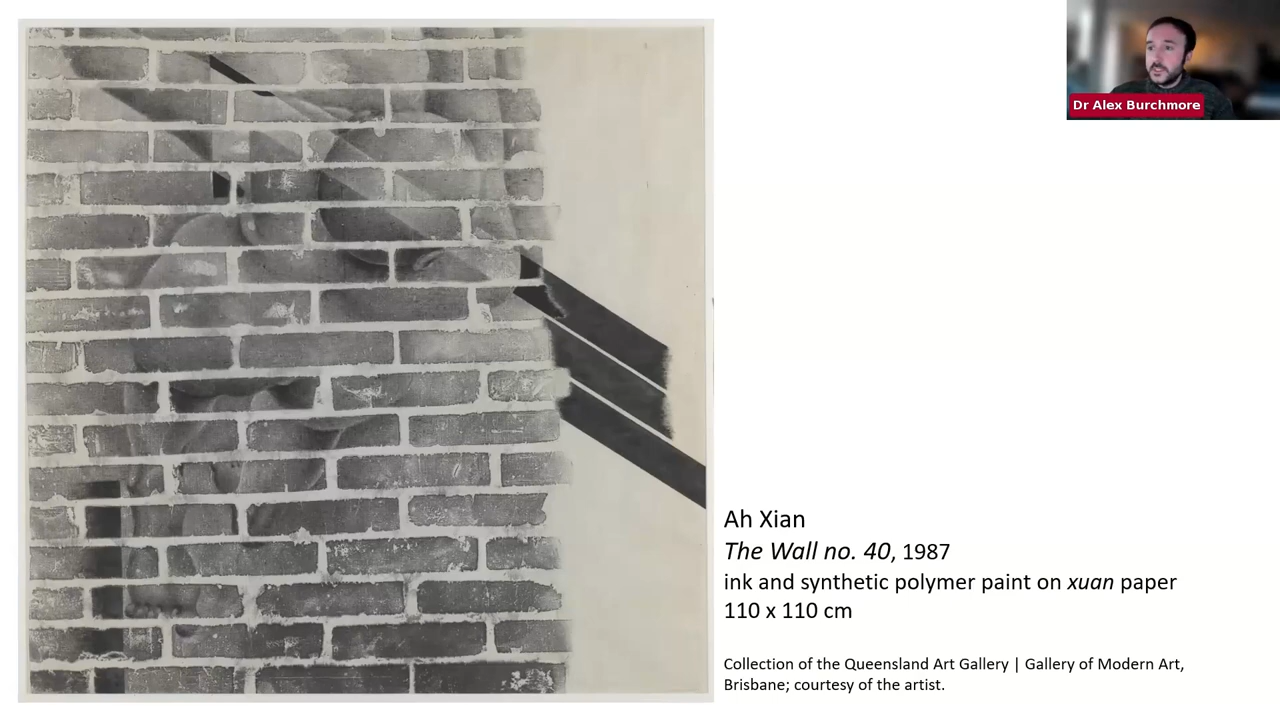 Dr Alex Burchmore
Ah Xian
The Wall no. 40, 1987
ink and synthetic polymer paint on xuan paper
110 x 110 cm
Collection of the Queensland Art Gallery | Gallery of Modern Art,
Brisbane; courtesy of the artist.